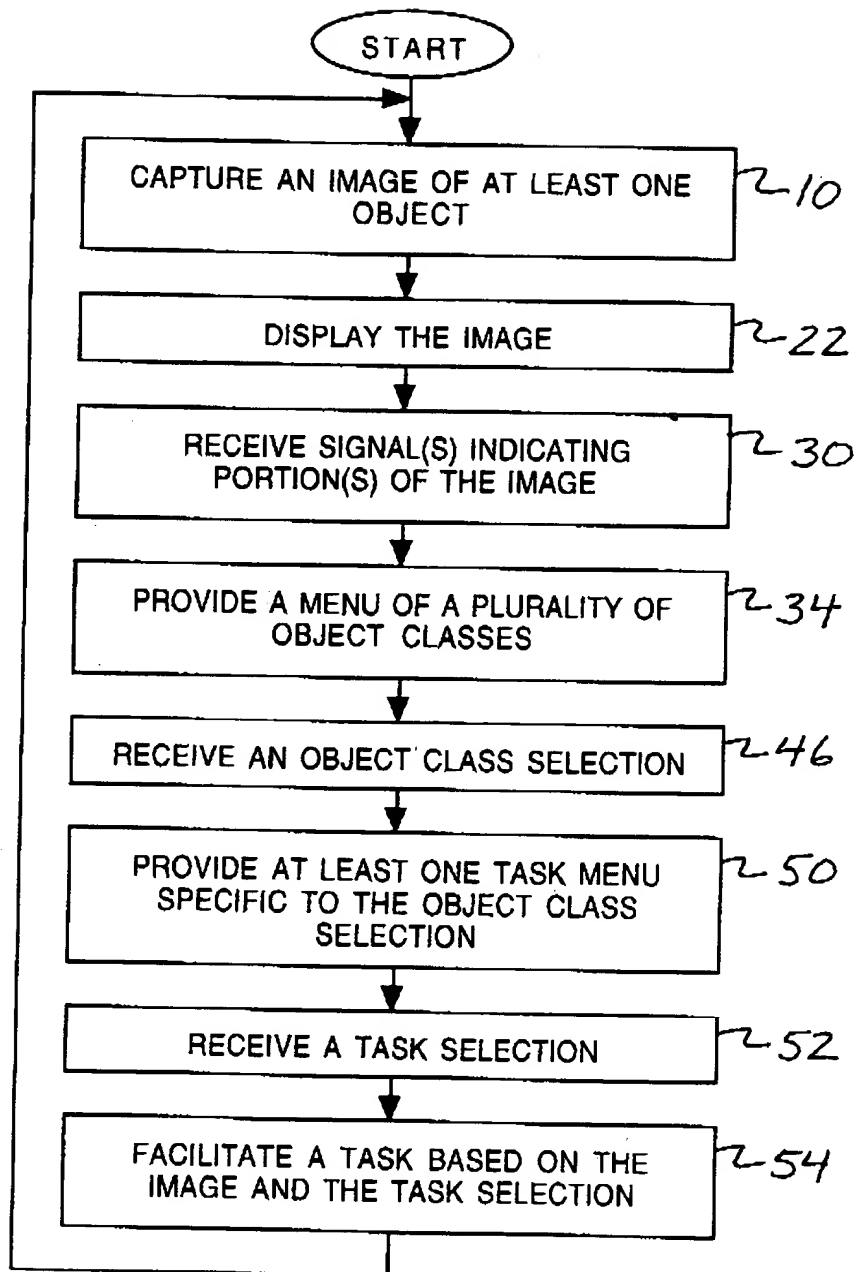 START
CAPTURE AN IMAGE OF AT LEAST ONE
OBJECT
10
DISPLAY THE IMAGE
22
RECEIVE SIGNAL(S) INDICATING
PORTION(S) OF THE IMAGE
30
PROVIDE A MENU OF A PLURALITY OF
OBJECT CLASSES
34
RECEIVE AN OBJECT CLASS SELECTION
46
PROVIDE AT LEAST ONE TASK MENU
SPECIFIC TO THE OBJECT CLASS
SELECTION
50
RECEIVE A TASK SELECTION
52
FACILITATE A TASK BASED ON THE
IMAGE AND THE TASK SELECTION
54